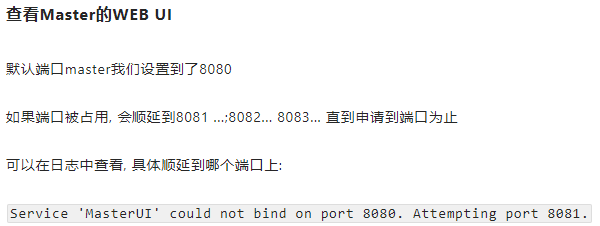 查看Master的WEB UI
默认端口master我们设置到了8080
如果端口被占用, 会顺延到8081 ...;8082... 8083... 直到申请到端口为止
可以在日志中查看, 具体顺延到哪个端口上:
Service 'MasterUI' could not bind on port 8080. Attempting port 8081.